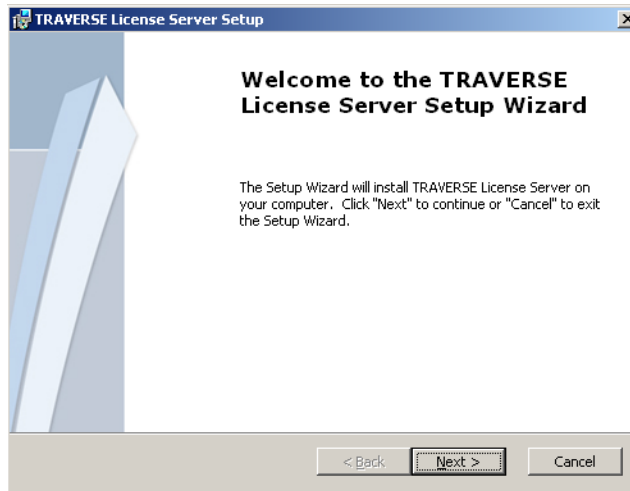 TRAVERSE License Server Setup
Welcome to the TRAVERSE
License Server Setup Wizard
The Setup Wizard will install TRAVERSE License Server on
your computer. Click "Next" to continue or "Cancel" to exit
the Setup Wizard.
< Back Next > Cancel